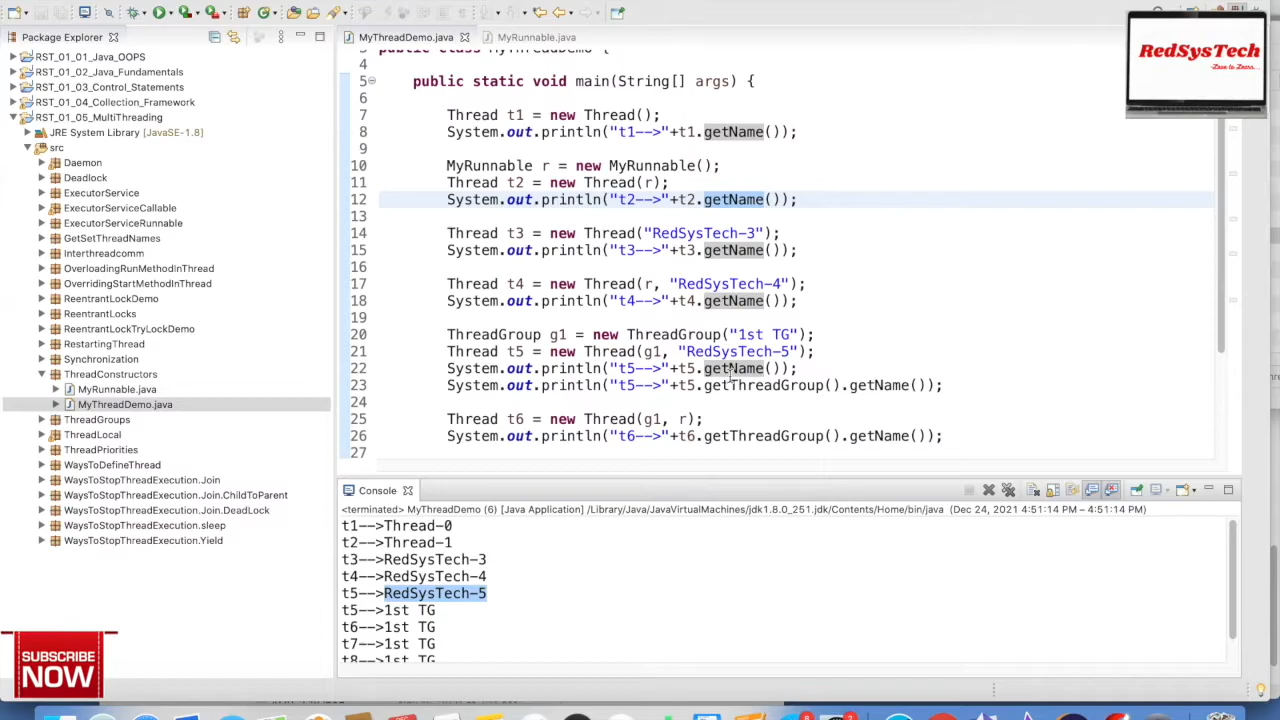 Package Explorer
RST_01_01_Java_OOPS
RST_01_02_Java_Fundamentals
RST_01_03_Control_Statements
RST_01_04_Collection_Framework
RST_01_05_MultiThreading
JRE System Library [JavaSE-1.8]
src
Daemon
Deadlock
ExecutorService
ExecutorServiceCallable
ExecutorServiceRunnable
GetSetThreadNames
Interthreadcomm
OverloadingRunMethodInThread
OverridingStartMethodInThread
ReentrantLockDemo
ReentrantLocks
ReentrantLockTryLockDemo
RestartingThread
Synchronization
ThreadConstructors
MyRunnable.java
MyThreadDemo.java
ThreadGroups
ThreadLocal
ThreadPriorities
WaysToDefineThread
WaysToStopThreadExecution.Join
WaysToStopThreadExecution.Join.ChildToParent
WaysToStopThreadExecution.Join.DeadLock
WaysToStopThreadExecution.sleep
WaysToStopThreadExecution.Yield
SUBSCRIBE
NOW
MyThreadDemo.java
MyRunnable.java
3 public class MyThreadDemo {
4
5 public static void main(String[] args) {
6
7 Thread t1 = new Thread();
8 System.out.println("t1-->"+t1.getName());
9
10 MyRunnable r = new MyRunnable();
11 Thread t2 = new Thread(r);
12 System.out.println("t2-->"+t2.getName());
13
14 Thread t3 = new Thread("RedSysTech-3");
15 System.out.println("t3-->"+t3.getName());
16
17 Thread t4 = new Thread(r, "RedSysTech-4");
18 System.out.println("t4-->"+t4.getName());
19
20 ThreadGroup g1 = new ThreadGroup("1st TG");
21 Thread t5 = new Thread(g1, "RedSysTech-5");
22 System.out.println("t5-->"+t5.getName());
23 System.out.println("t5-->"+t5.getThreadGroup().getName());
24
25 Thread t6 = new Thread(g1, r);
26 System.out.println("t6-->"+t6.getThreadGroup().getName());
27
RedSysTech
-Love to Learn...
Console
<terminated> MyThreadDemo (6) [Java Application] /Library/Java/JavaVirtualMachines/jdk1.8.0_251.jdk/Contents/Home/bin/java (Dec 24, 2021 4:51:14 PM – 4:51:14 PM)
t1-->Thread-0
t2-->Thread-1
t3-->RedSysTech-3
t4-->RedSysTech-4
t5-->RedSysTech-5
t5-->1st TG
t6-->1st TG
t7-->1st TG
t8-->1st TG